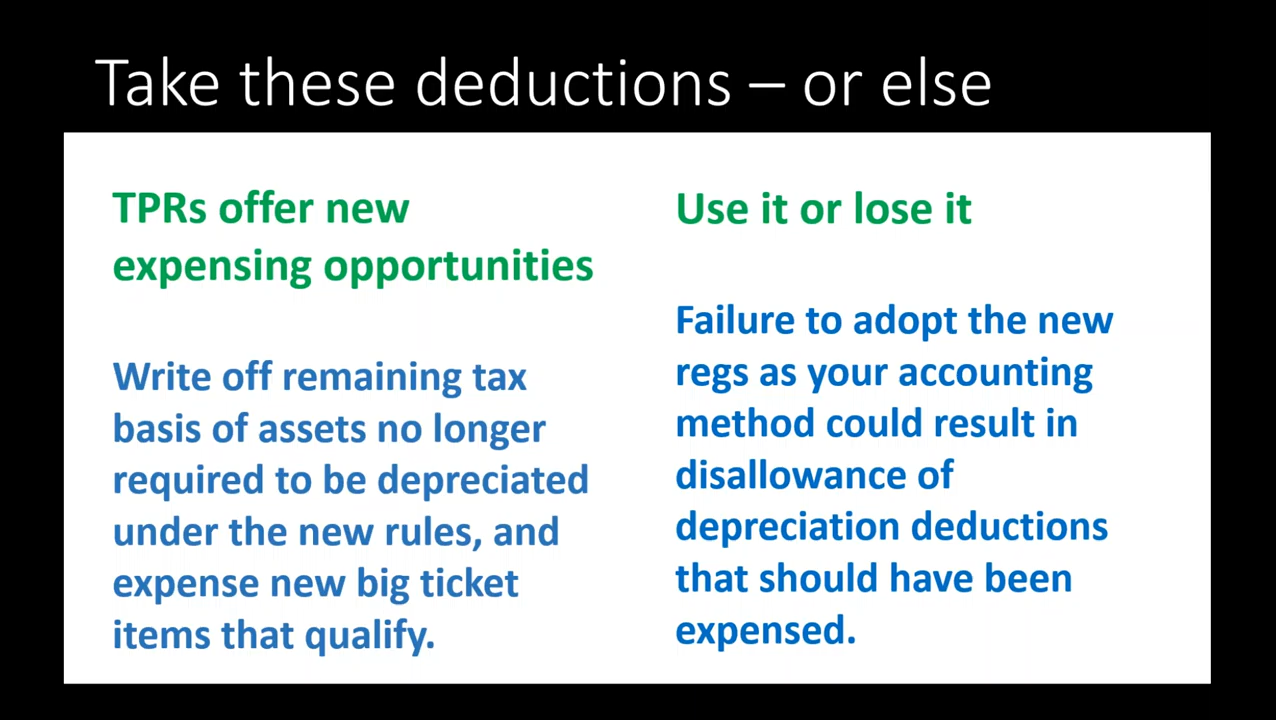 Take these deductions – or else
TPRs offer new
expensing opportunities
Write off remaining tax
basis of assets no longer
required to be depreciated
under the new rules, and
expense new big ticket
items that qualify.
Use it or lose it
Failure to adopt the new
regs as your accounting
method could result in
disallowance of
depreciation deductions
that should have been
expensed.